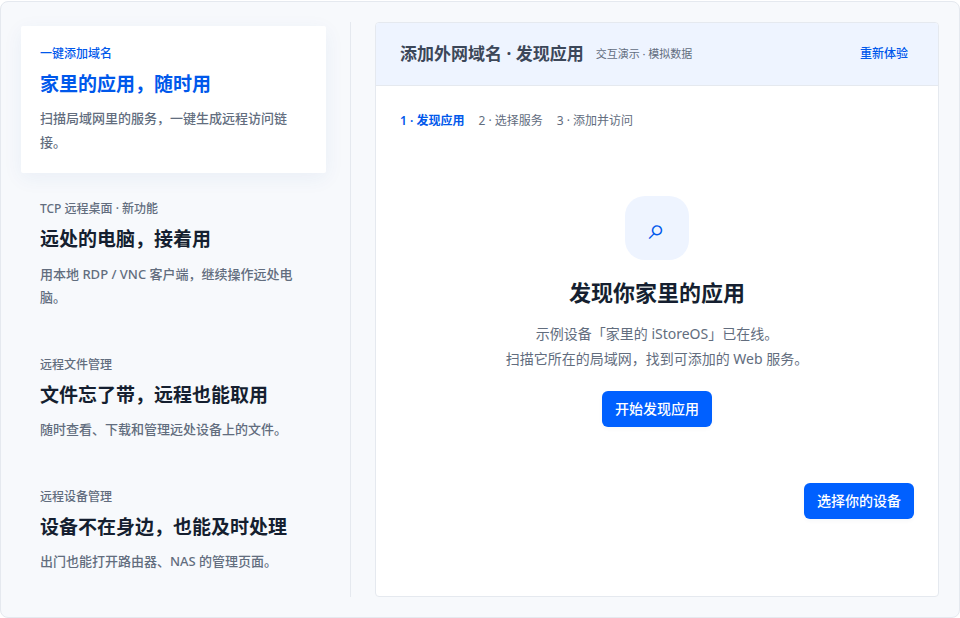 一键添加域名
家里的应用，随时用
扫描局域网里的服务，一键生成远程访问链
接。
TCP 远程桌面 · 新功能
远处的电脑，接着用
用本地 RDP / VNC 客户端，继续操作远处电
脑。
远程文件管理
文件忘了带，远程也能取用
随时查看、下载和管理远处设备上的文件。
远程设备管理
设备不在身边，也能及时处理
出门也能打开路由器、NAS 的管理页面。
添加外网域名 · 发现应用 交互演示 · 模拟数据 重新体验
1 · 发现应用 2 · 选择服务 3 · 添加并访问
发现你家里的应用
示例设备「家里的 iStoreOS」已在线。
扫描它所在的局域网，找到可添加的 Web 服务。
开始发现应用
选择你的设备